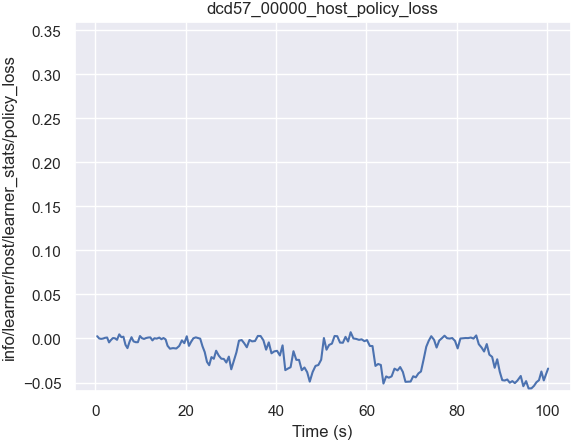 dcd57_00000_host_policy_loss
info/learner/host/learner_stats/policy_loss
0.35
0.30
0.25
0.20
0.15
0.10
0.05
0.00
−0.05
0 20 40 60 80 100
Time (s)